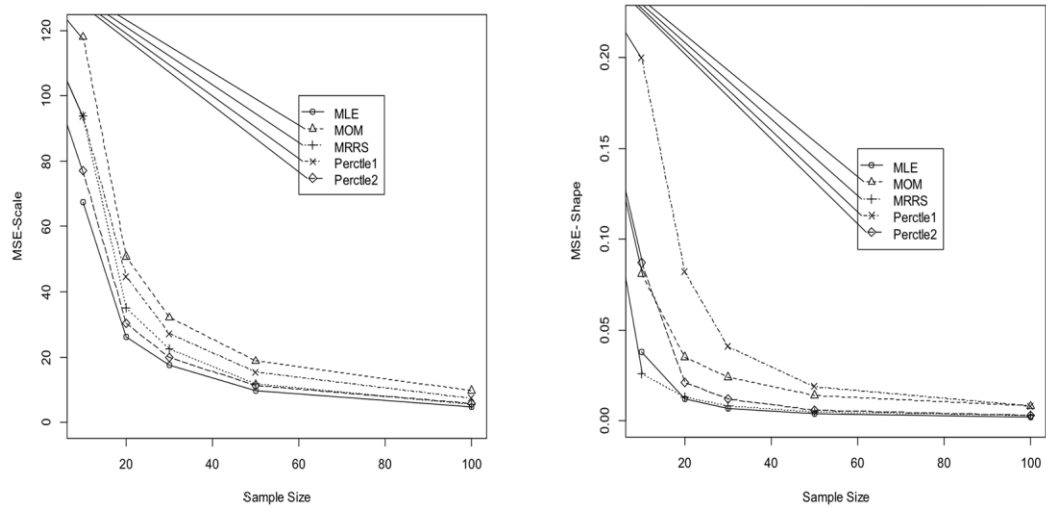 MSE-Scale
120
100
80
60
40
20
0
MLE
MOM
MRRS
Perctle1
Perctle2
20
40
60
80
100
Sample Size
MSE- Shape
0.20
0.15
0.10
0.05
0.00
MLE
MOM
MRRS
Perctle1
Perctle2
20
40
60
80
100
Sample Size